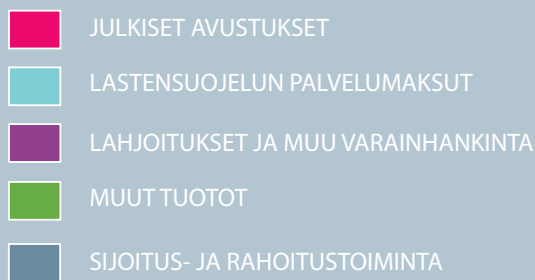 JULKISET AVUSTUKSET
LASTENSUOJELUN PALVELUMAKSUT
LAHJOITUKSET JA MUU VARAINHANKINTA
MUUT TUOTOT
SIJOITUS- JA RAHOITUSTOIMINTA